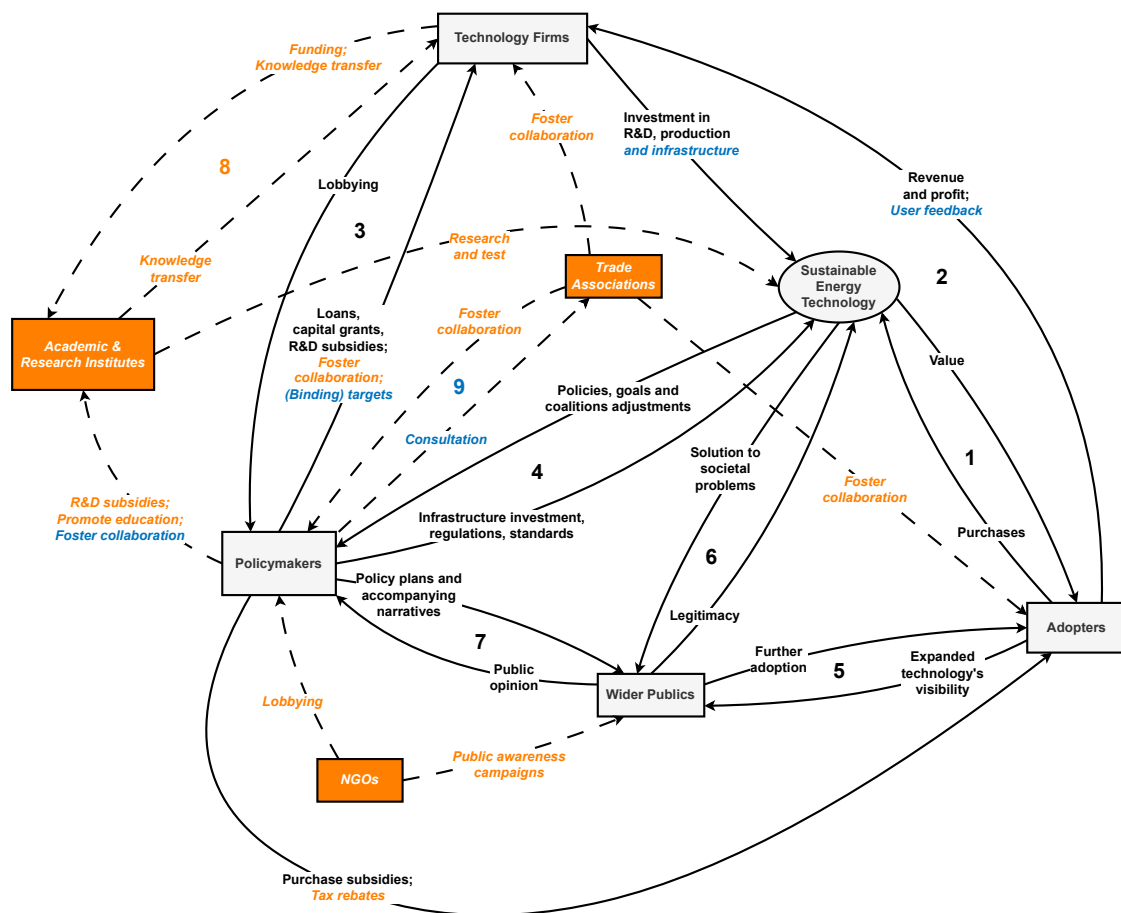 Technology Firms
Funding;
Knowledge transfer
8
Knowledge
transfer
Lobbying
3
Foster
collaboration
Investment in
R&D, production
and infrastructure
Revenue
and profit;
User feedback
2
Research
and test
Trade
Associations
Sustainable
Energy
Technology
Academic &
Research Institutes
Loans,
capital grants,
R&D subsidies;
Foster
collaboration;
(Binding) targets
Foster
collaboration
9
Consultation
Policies, goals and
coalitions adjustments
Value
1
Purchases
4
Solution to
societal
problems
Foster
collaboration
R&D subsidies;
Promote education;
Foster collaboration
Infrastructure investment,
regulations, standards
Policymakers
6
Policy plans and
accompanying
narratives
Legitimacy
Adopters
7
Public
opinion
Further
adoption
5
Expanded
technology's
visibility
Wider Publics
Lobbying
NGOs
Public awareness
campaigns
Purchase subsidies;
Tax rebates